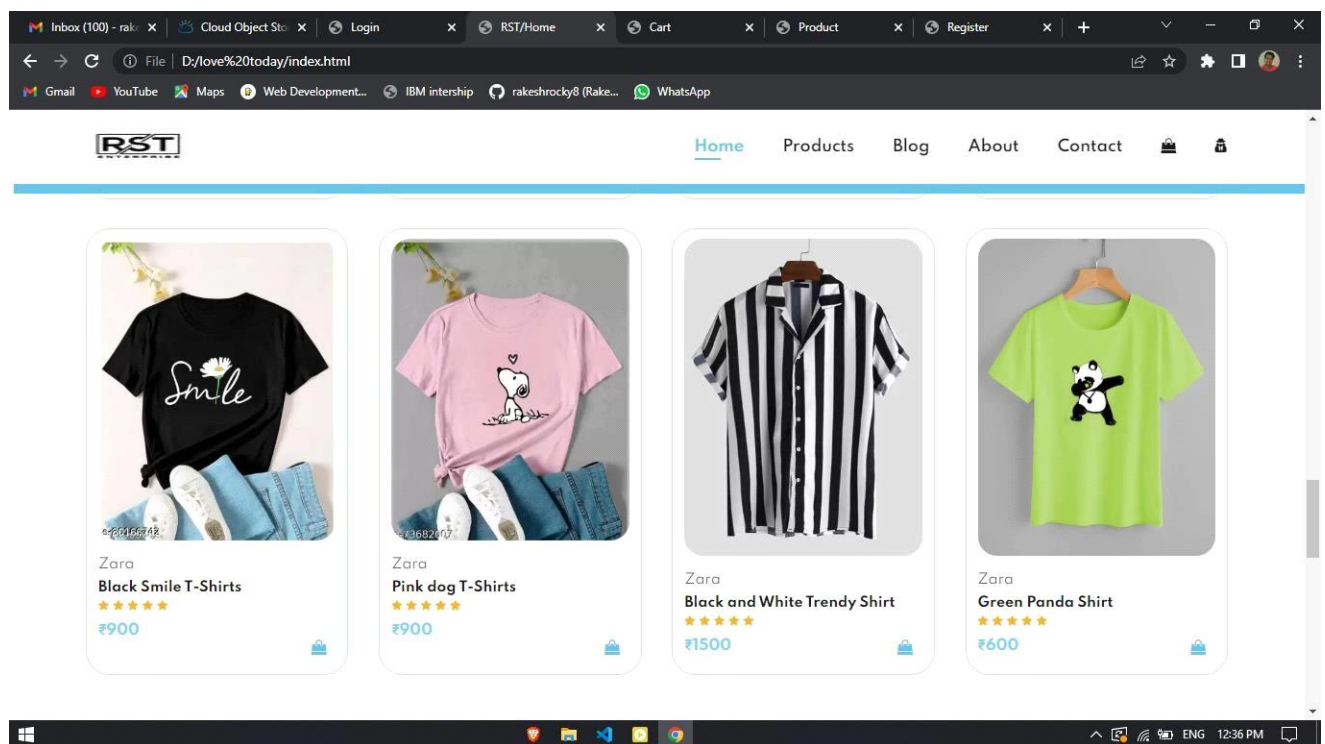 Inbox (100) - rak
Cloud Object Sto
Login
RST/Home
Cart
Product
Register
File D:/love%20today/index.html
Gmail
YouTube
Maps
Web Development...
IBM intership
rakeshrocky8 (Rake...
WhatsApp
RST
ENTERPRISE
Home
Products
Blog
About
Contact
Smile
Zara
Black Smile T-Shirts
₹900
Zara
Pink dog T-Shirts
₹900
Zara
Black and White Trendy Shirt
₹1500
Zara
Green Panda Shirt
₹600
ENG 12:36 PM